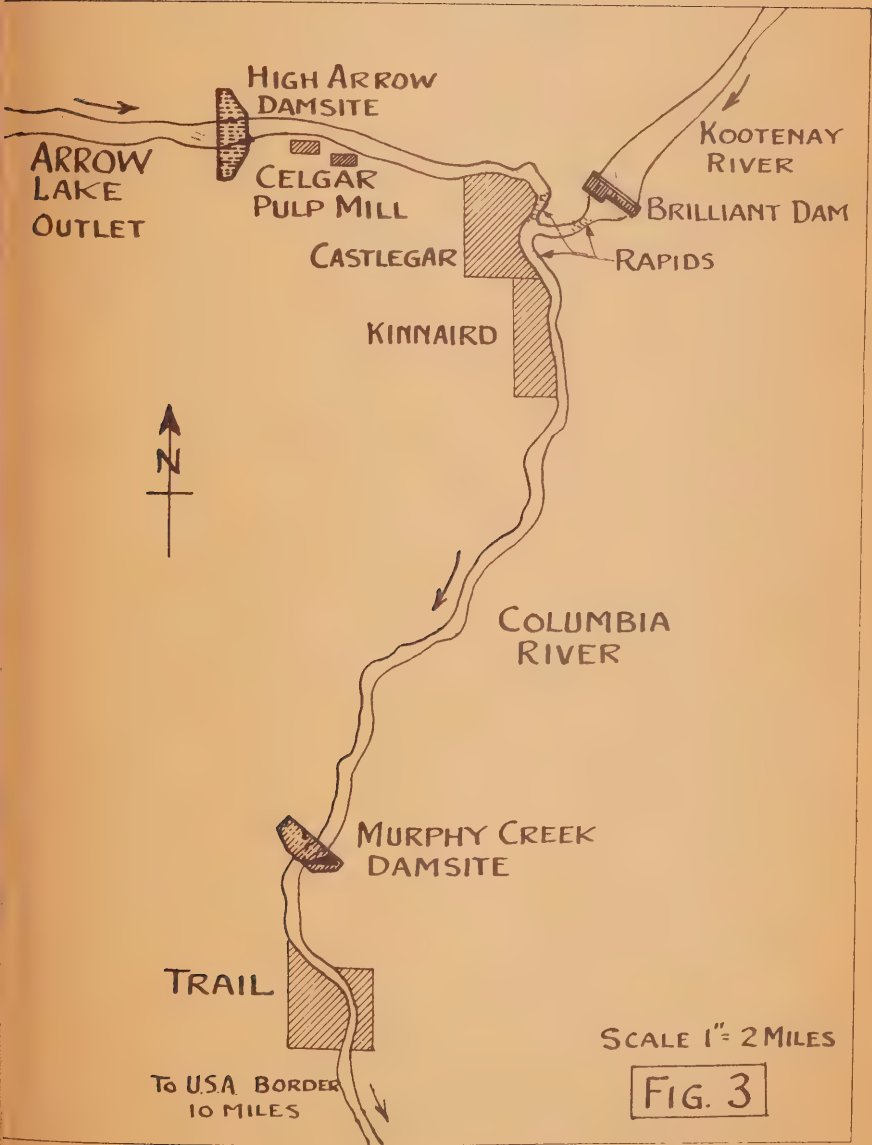 HIGH ARROW
DAMSITE
ARROW
LAKE
OUTLET
CELGAR
PULP MILL
KOOTENAY
RIVER
BRILLIANT DAM
CASTLEGAR
RAPIDS
KINNAIRD
N
COLUMBIA
RIVER
MURPHY CREEK
DAMSITE
TRAIL
SCALE 1"= 2 MILES
TO U.S.A. BORDER
10 MILES
FIG. 3